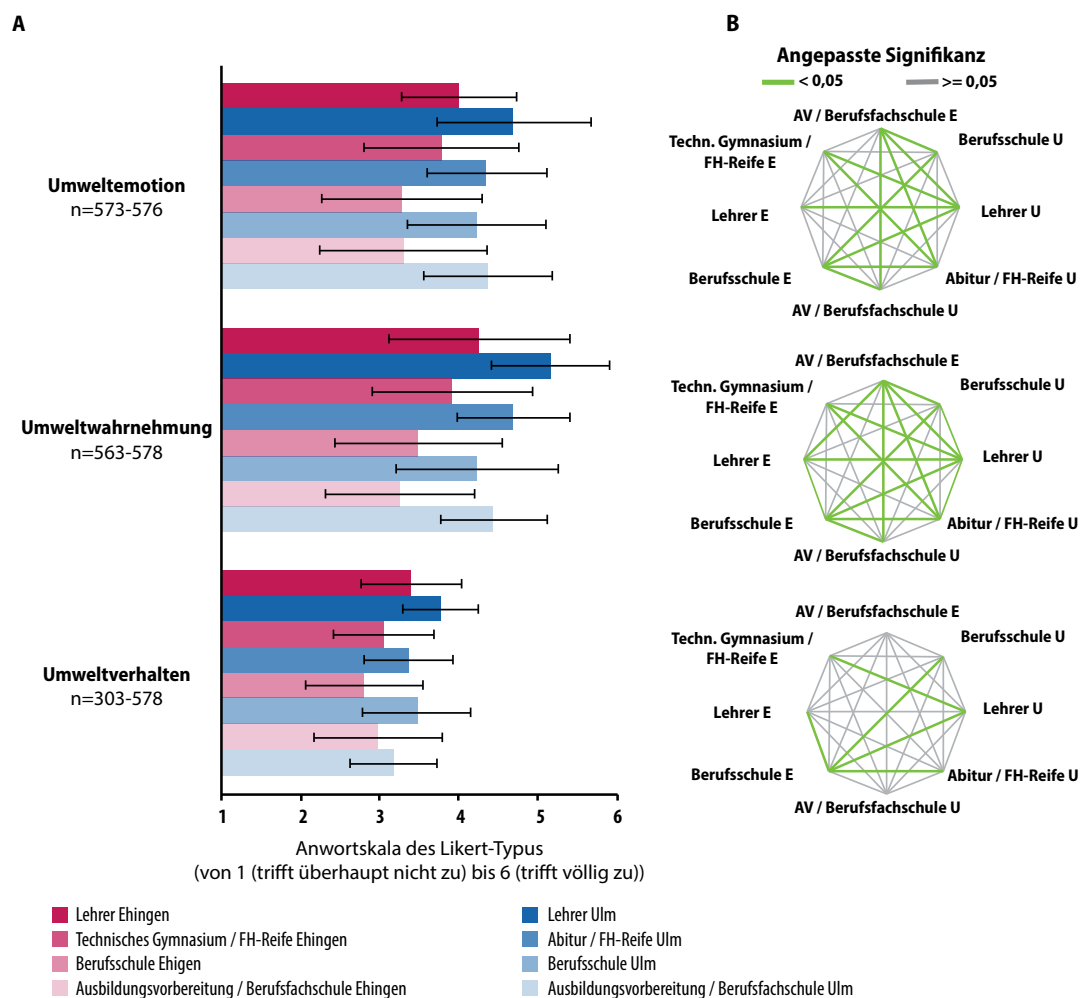 A
Umweltemotion
n=573-576
Umweltwahrnehmung
n=563-578
Umweltverhalten
n=303-578
1 2 3 4 5 6
Anwortskala des Likert-Typus
(von 1 (trifft überhaupt nicht zu) bis 6 (trifft völlig zu))
Lehrer Ehingen
Technisches Gymnasium / FH-Reife Ehingen
Berufsschule Ehigen
Ausbildungsvorbereitung / Berufsfachschule Ehingen
Lehrer Ulm
Abitur / FH-Reife Ulm
Berufsschule Ulm
Ausbildungsvorbereitung / Berufsfachschule Ulm
B
Angepasste Signifikanz
< 0,05 >= 0,05
AV / Berufsfachschule E
Techn. Gymnasium /
FH-Reife E
Berufsschule U
Lehrer E
Lehrer U
Berufsschule E
Abitur / FH-Reife U
AV / Berufsfachschule U
AV / Berufsfachschule E
Techn. Gymnasium /
FH-Reife E
Berufsschule U
Lehrer E
Lehrer U
Berufsschule E
Abitur / FH-Reife U
AV / Berufsfachschule U
AV / Berufsfachschule E
Techn. Gymnasium /
FH-Reife E
Berufsschule U
Lehrer E
Lehrer U
Berufsschule E
Abitur / FH-Reife U
AV / Berufsfachschule U